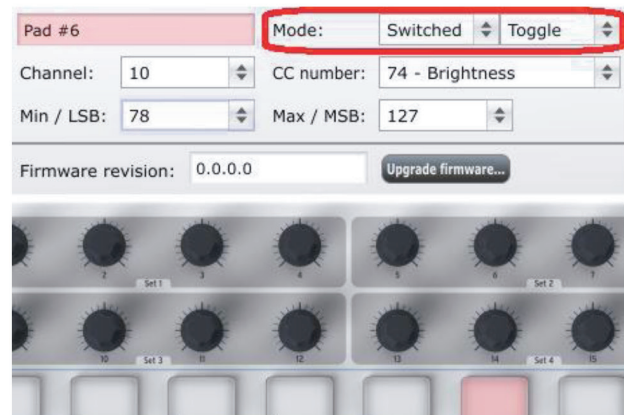 Pad #6 Mode: Switched Toggle
Channel: 10 CC number: 74 - Brightness
Min / LSB: 78 Max / MSB: 127
Firmware revision: 0.0.0.0 Upgrade firmware...
2 3 4 5 6 7
Set 1 Set 2
10 11 12 13 14 15
Set 3 Set 4